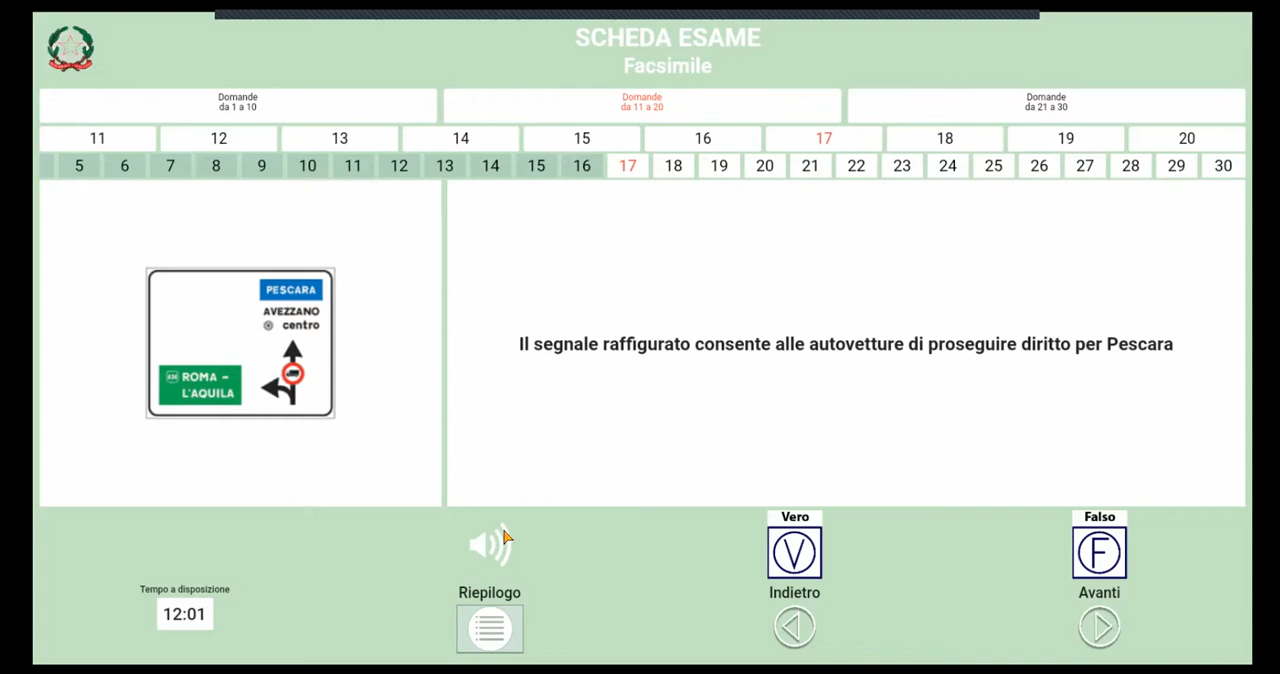 SCHEDA ESAME
Facsimile
Domande
da 1 a 10
Domande
da 11 a 20
Domande
da 21 a 30
11 12 13 14 15 16 17 18 19 20
5 6 7 8 9 10 11 12 13 14 15 16 17 18 19 20 21 22 23 24 25 26 27 28 29 30
PESCARA
AVEZZANO
centro
ROMA –
L'AQUILA
Il segnale raffigurato consente alle autovetture di proseguire diritto per Pescara
Vero
V
Falso
F
Tempo a disposizione
12:01
Riepilogo
Indietro
Avanti